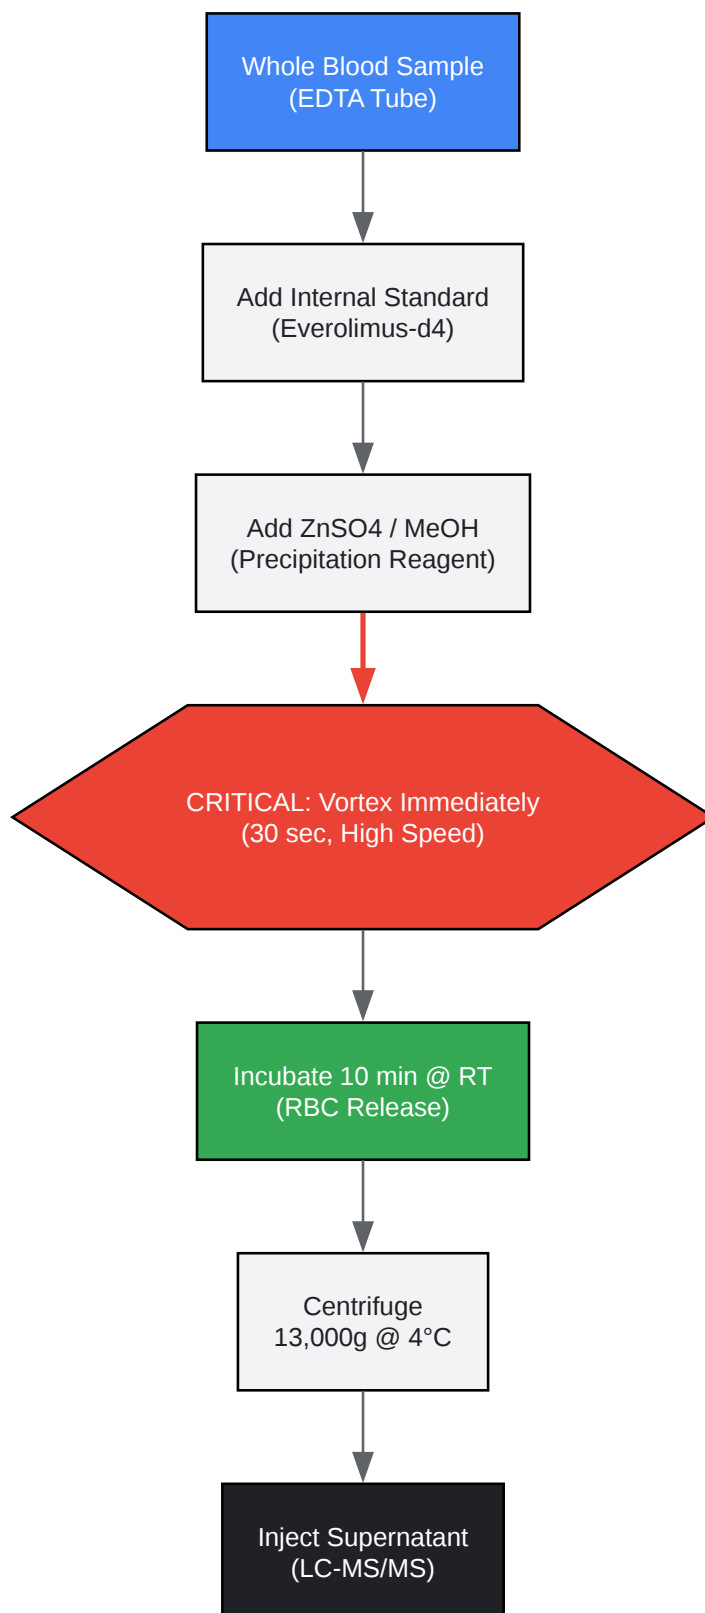 Whole Blood Sample
(EDTA Tube)
Add Internal Standard
(Everolimus-d4)
Add ZnSO4 / MeOH
(Precipitation Reagent)
CRITICAL: Vortex Immediately
(30 sec, High Speed)
Incubate 10 min @ RT
(RBC Release)
Centrifuge
13,000g @ 4°C
Inject Supernatant
(LC-MS/MS)